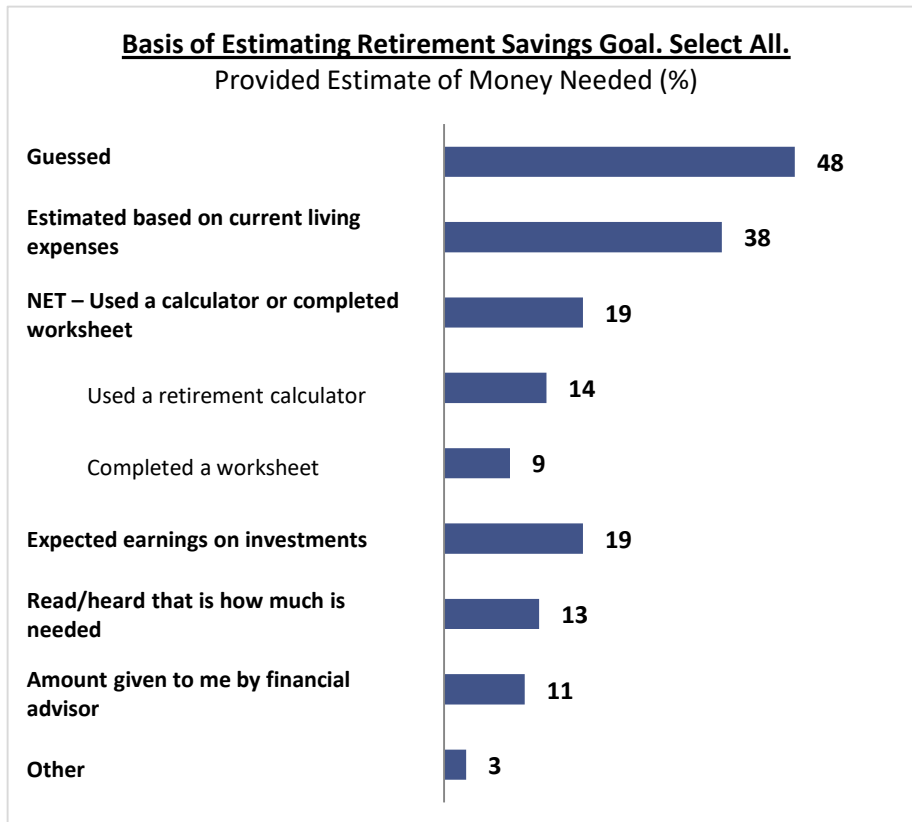 Basis of Estimating Retirement Savings Goal. Select All.
Provided Estimate of Money Needed (%)
Guessed
48
Estimated based on current living
expenses
38
NET – Used a calculator or completed
worksheet
19
Used a retirement calculator
14
Completed a worksheet
9
Expected earnings on investments
19
Read/heard that is how much is
needed
13
Amount given to me by financial
advisor
11
Other
3